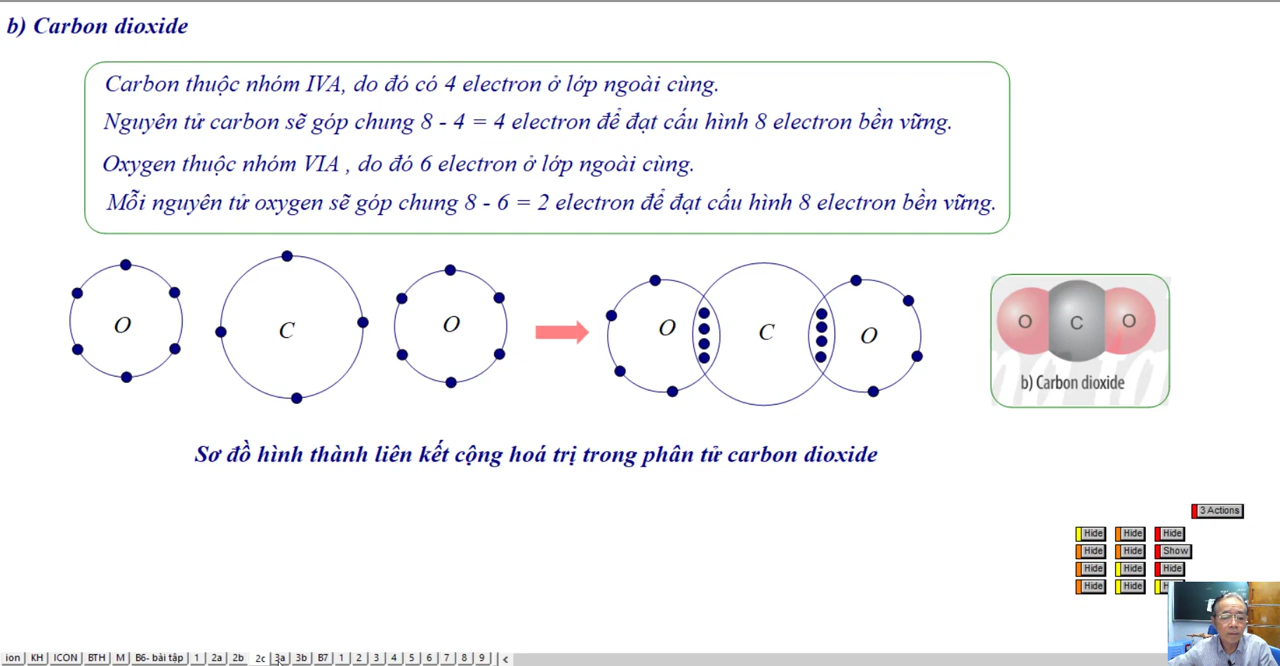 b) Carbon dioxide
Carbon thuộc nhóm IVA, do đó có 4 electron ở lớp ngoài cùng.
Nguyên tử carbon sẽ góp chung 8 - 4 = 4 electron để đạt cấu hình 8 electron bền vững.
Oxygen thuộc nhóm VIA , do đó 6 electron ở lớp ngoài cùng.
Mỗi nguyên tử oxygen sẽ góp chung 8 - 6 = 2 electron để đạt cấu hình 8 electron bền vững.
O C O O C O O C O
b) Carbon dioxide
Sơ đồ hình thành liên kết cộng hoá trị trong phân tử carbon dioxide
3 Actions
Hide Hide Hide
Hide Hide Show
Hide Hide Hide
Hide Hide
ion KH ICON BTH M B6- bài tập 1 2a 2b 2c 3a 3b B7 1 2 3 4 5 6 7 8 9 <